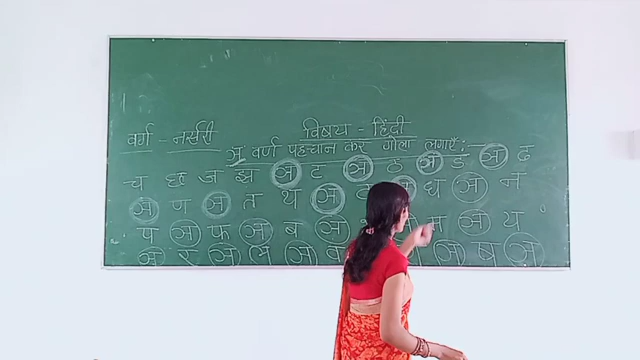 वर्ग - नर्सरी
विषय - हिंदी
ञ वर्ण पहचान कर गोला लगाएँ:-
च छ ज झ ञ ट ञ ठ ञ ड ञ ढ
ञ ण ञ त थ ञ ञ ध ञ न
प ञ फ ञ ब ञ म ञ य
ञ र ञ ल ञ ञ ष ञ